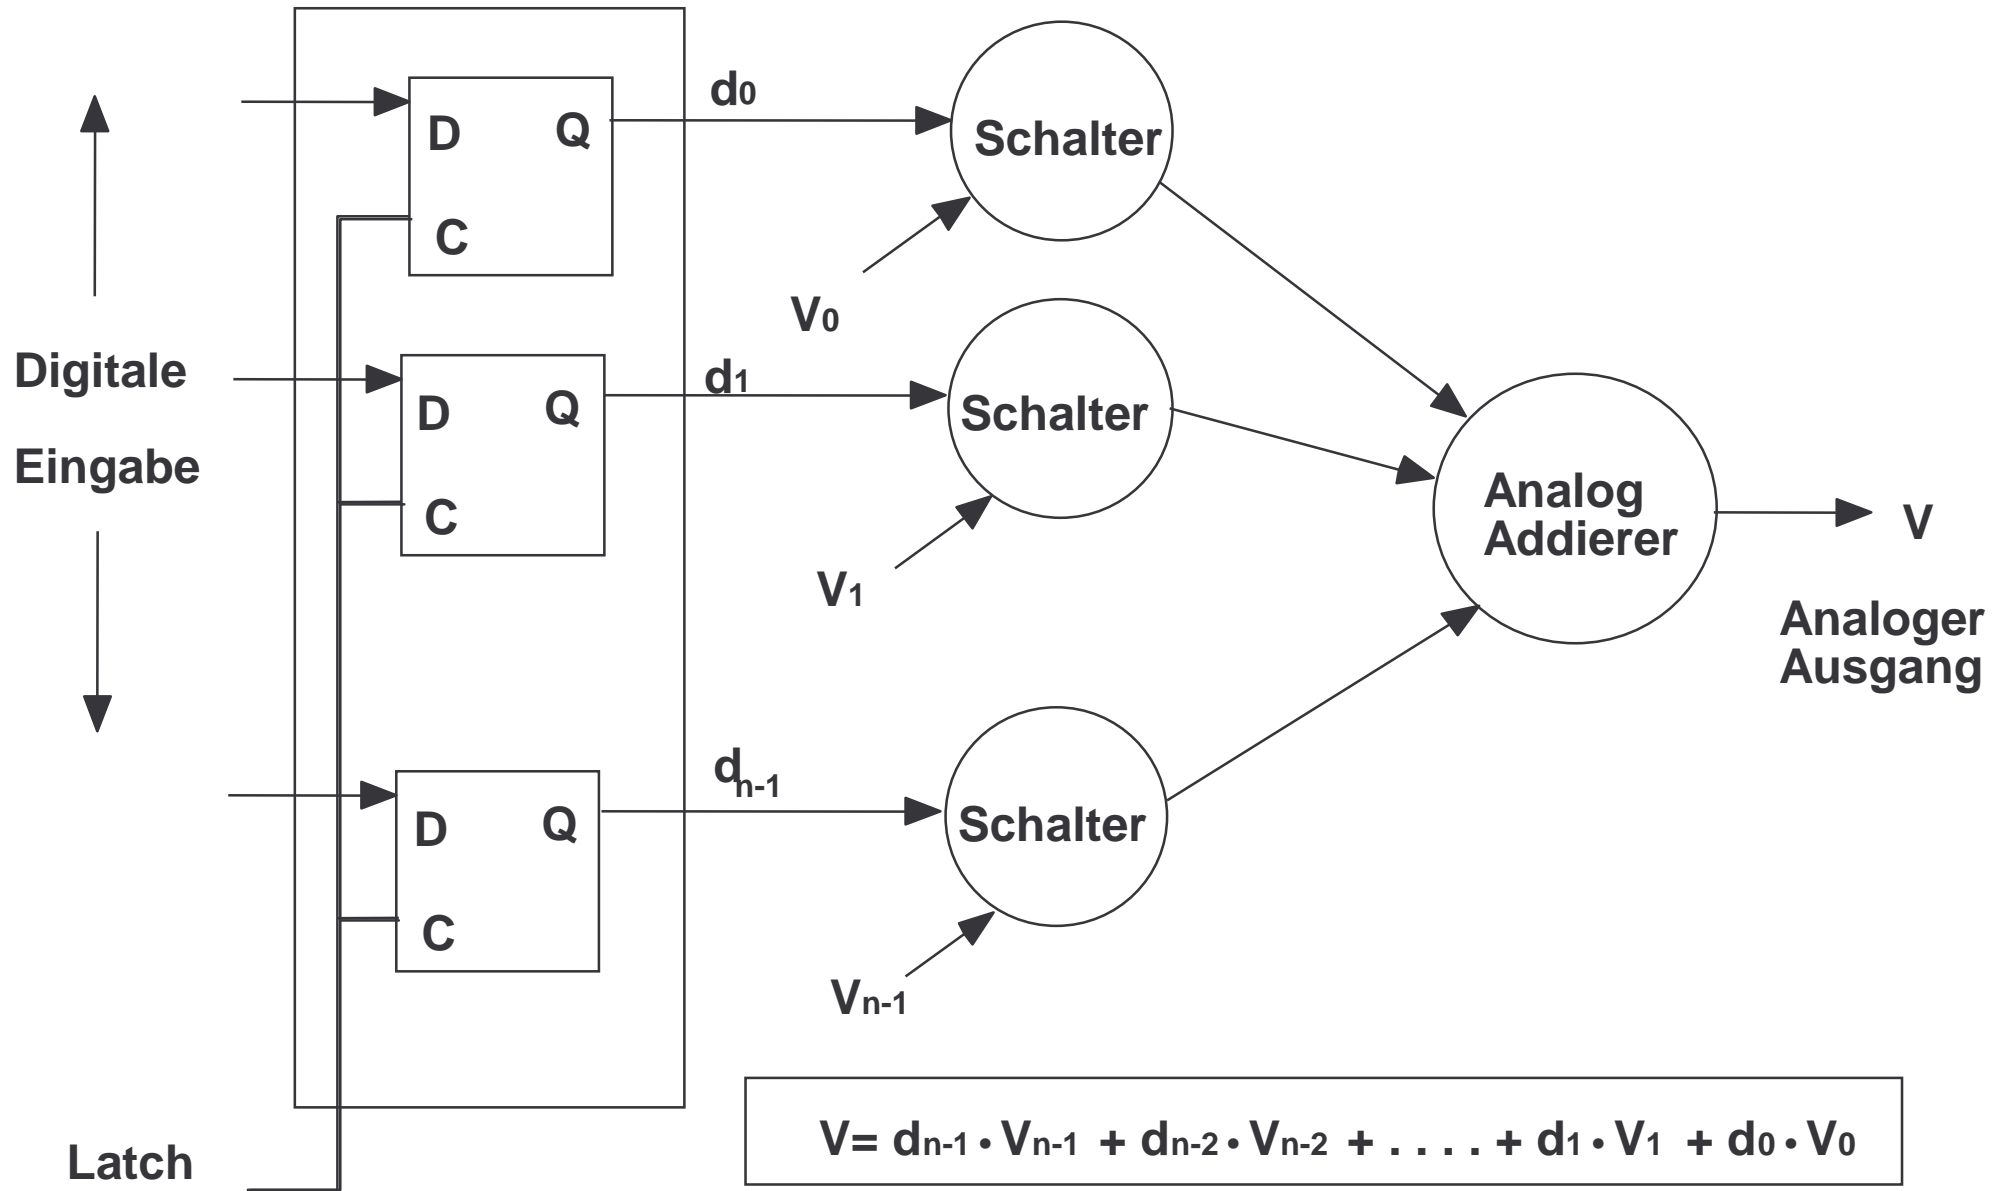 d0
D Q
Schalter
C
V0
Digitale
d1
D Q
Schalter
Eingabe
Analog
Addierer
C
V
V1
Analoger
Ausgang
dn-1
D Q
Schalter
C
Vn-1
V= dn-1 • Vn-1 + dn-2 • Vn-2 + . . . . + d1 • V1 + d0 • V0
Latch